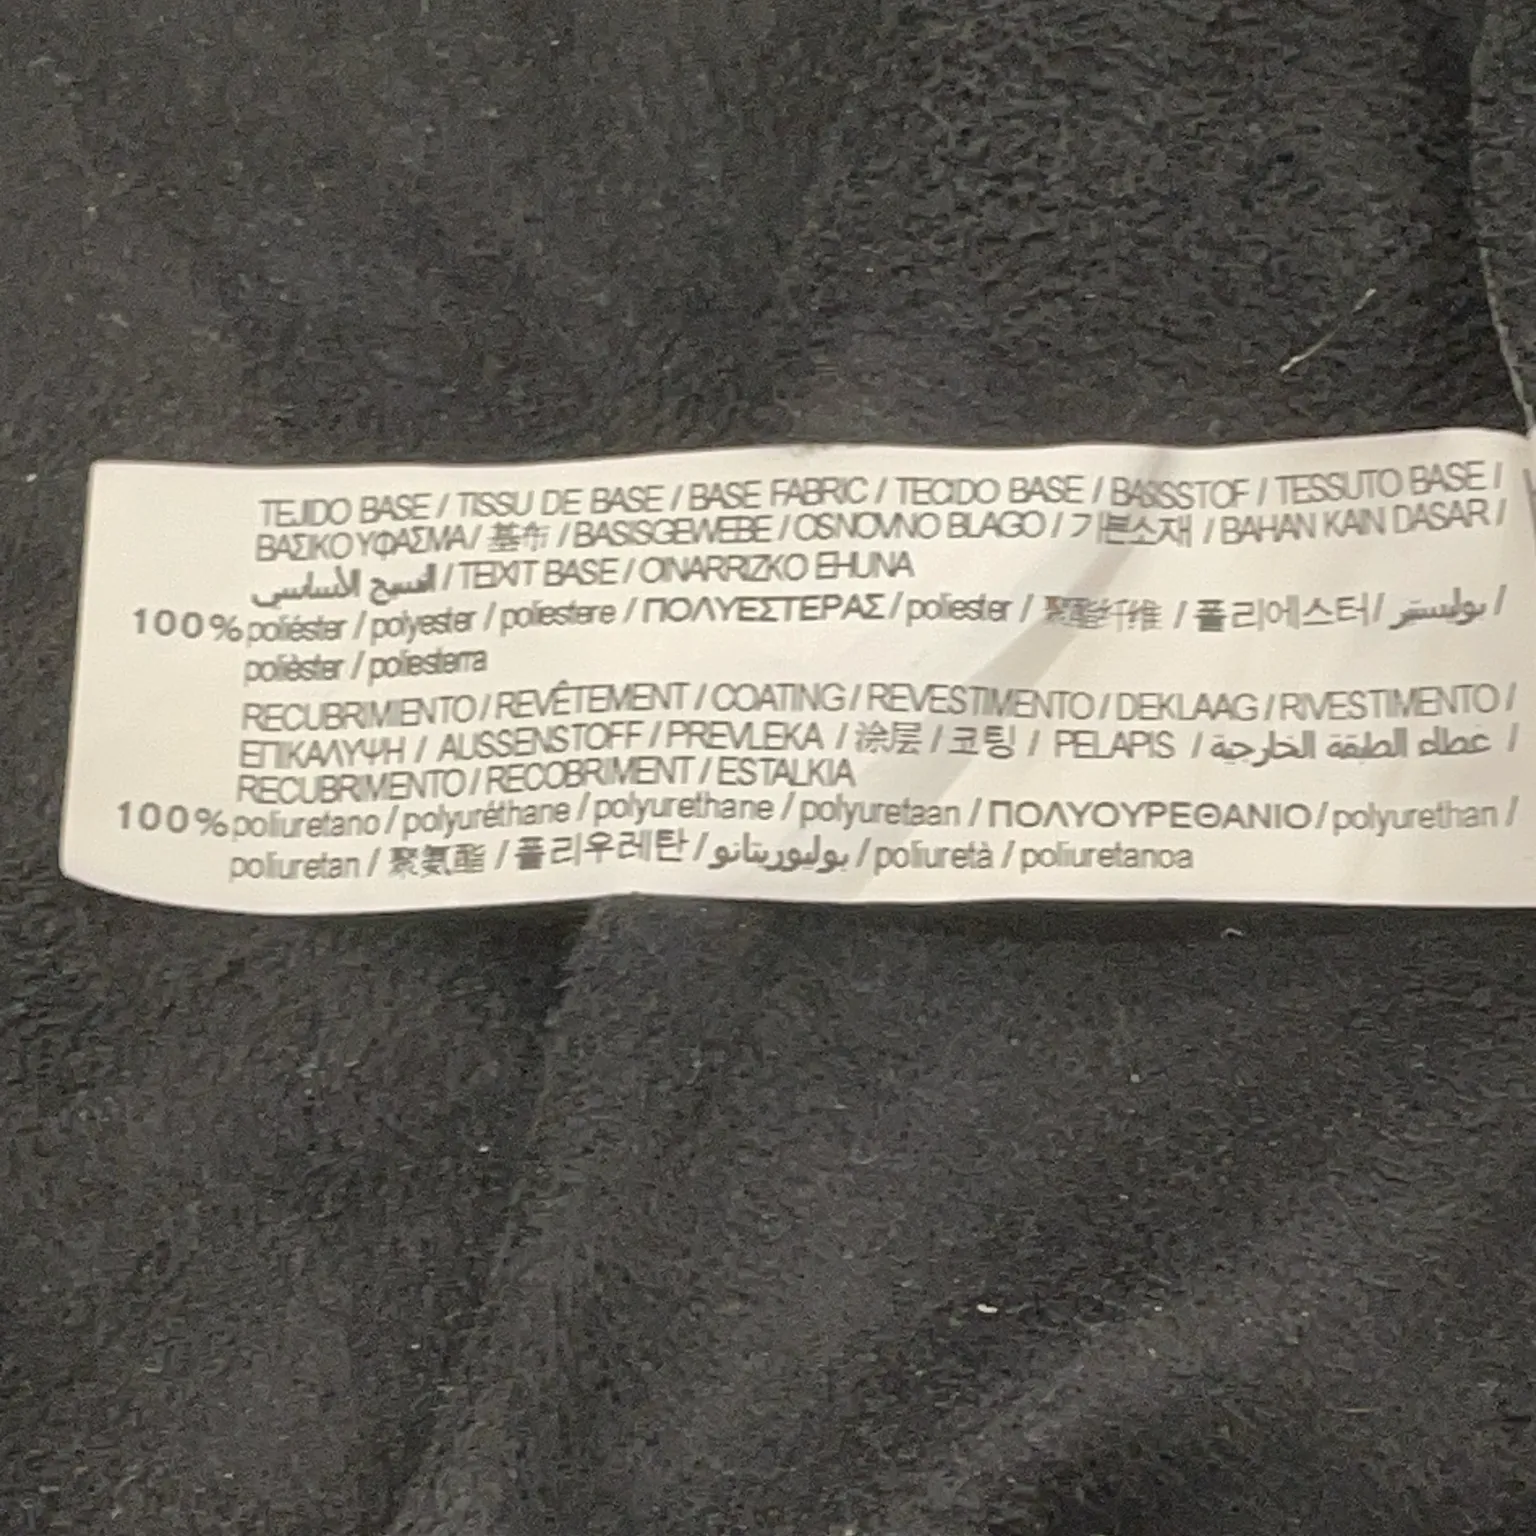 TEJIDO BASE / TISSU DE BASE / BASE FABRIC / TECIDO BASE / BASISSTOF / TESSUTO BASE /
ΒΑΣΙΚΟ ΥΦΑΣΜΑ / 基布 / BASISGEWEBE / OSNOVNO BLAGO / 기본소재 / BAHAN KAIN DASAR /
النسيج الأساسي / TEIXIT BASE / OINARRIZKO EHUNA
100% poliéster / polyester / poliestere / ΠΟΛΥΕΣΤΕΡΑΣ / poliester / 聚酯纤维 / 폴리에스터 / بوليستر /
polièster / poliesterra
RECUBRIMIENTO / REVÊTEMENT / COATING / REVESTIMENTO / DEKLAAG / RIVESTIMENTO /
ΕΠΙΚΑΛΥΨΗ / AUSSENSTOFF / PREVLEKA / 涂层 / 코팅 / PELAPIS / غطاء الطبقة الخارجية /
RECUBRIMENTO / RECOBRIMENT / ESTALKIA
100% poliuretano / polyuréthane / polyurethane / polyuretaan / ΠΟΛΥΟΥΡΕΘΑΝΙΟ / polyurethan /
poliuretan / 聚氨酯 / 폴리우레탄 / بوليوريتانو / poliuretà / poliuretanoa